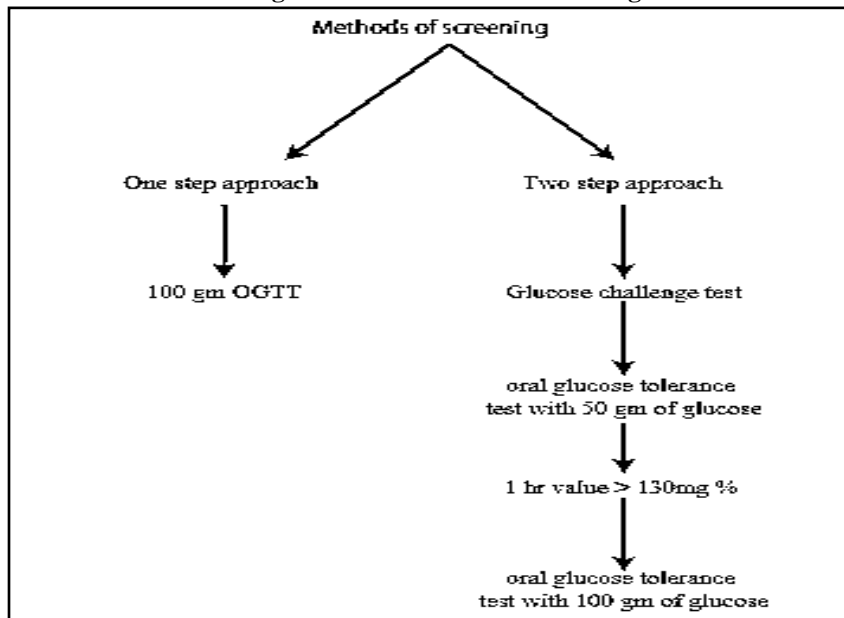 Methods of screening
One step approach
Two step approach
100 gm OGTT
Glucose challenge test
oral glucose tolerance
test with 50 gm of glucose
1 hr value > 130mg %
oral glucose tolerance
test with 100 gm of glucose